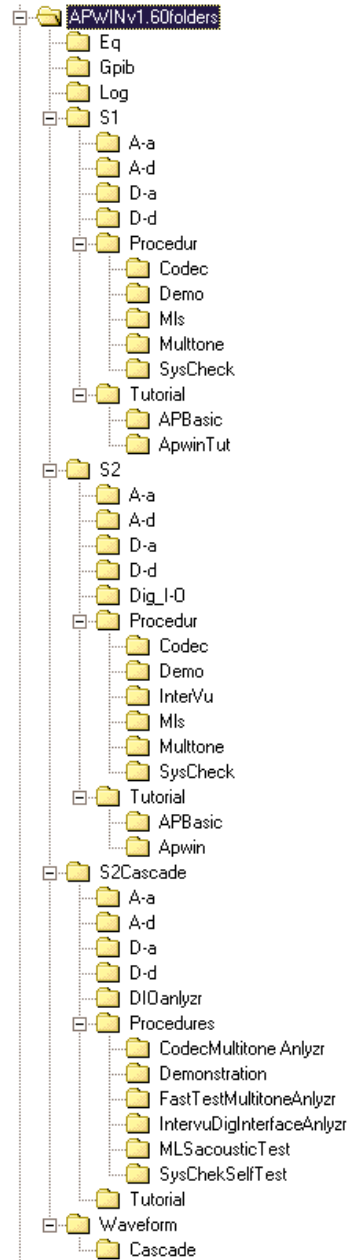 APWINv1.60folders
Eq
Gpib
Log
S1
A-a
A-d
D-a
D-d
Procedur
Codec
Demo
Mls
Multtone
SysCheck
Tutorial
APBasic
ApwinTut
S2
A-a
A-d
D-a
D-d
Dig_I-O
Procedur
Codec
Demo
InterVu
Mls
Multtone
SysCheck
Tutorial
APBasic
Apwin
S2Cascade
A-a
A-d
D-a
D-d
DIOanlyzr
Procedures
CodecMultitone Anlyzr
Demonstration
FastTestMultitoneAnlyzr
IntervuDigInterfaceAnlyzr
MLSacousticTest
SysChekSelfTest
Tutorial
Waveform
Cascade